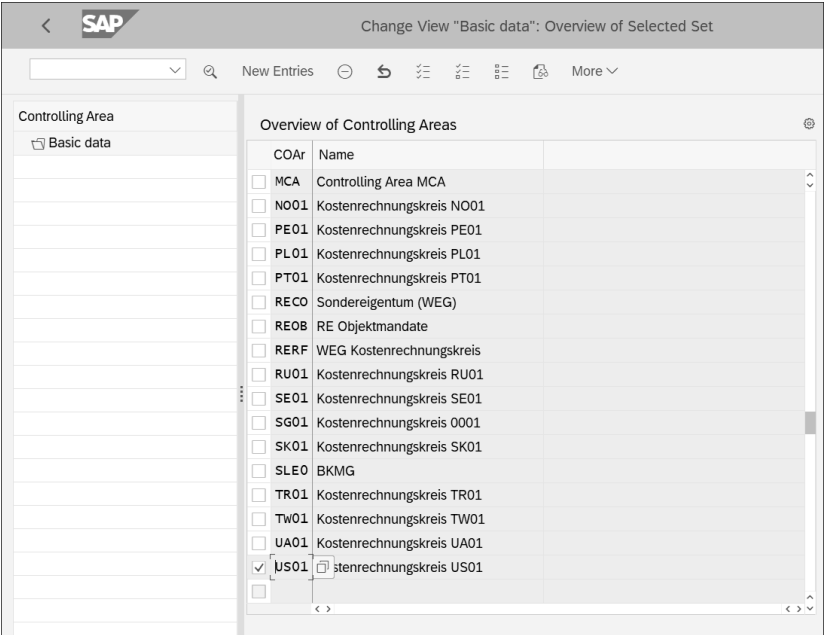 SAP
Change View "Basic data": Overview of Selected Set
New Entries
More
Controlling Area
Basic data
Overview of Controlling Areas
COAr Name
MCA Controlling Area MCA
NO01 Kostenrechnungskreis NO01
PE01 Kostenrechnungskreis PE01
PL01 Kostenrechnungskreis PL01
PT01 Kostenrechnungskreis PT01
RECO Sondereigentum (WEG)
REOB RE Objektmandate
RERF WEG Kostenrechnungskreis
RU01 Kostenrechnungskreis RU01
SE01 Kostenrechnungskreis SE01
SG01 Kostenrechnungskreis 0001
SK01 Kostenrechnungskreis SK01
SLE0 BKMG
TR01 Kostenrechnungskreis TR01
TW01 Kostenrechnungskreis TW01
UA01 Kostenrechnungskreis UA01
US01 stenrechnungskreis US01